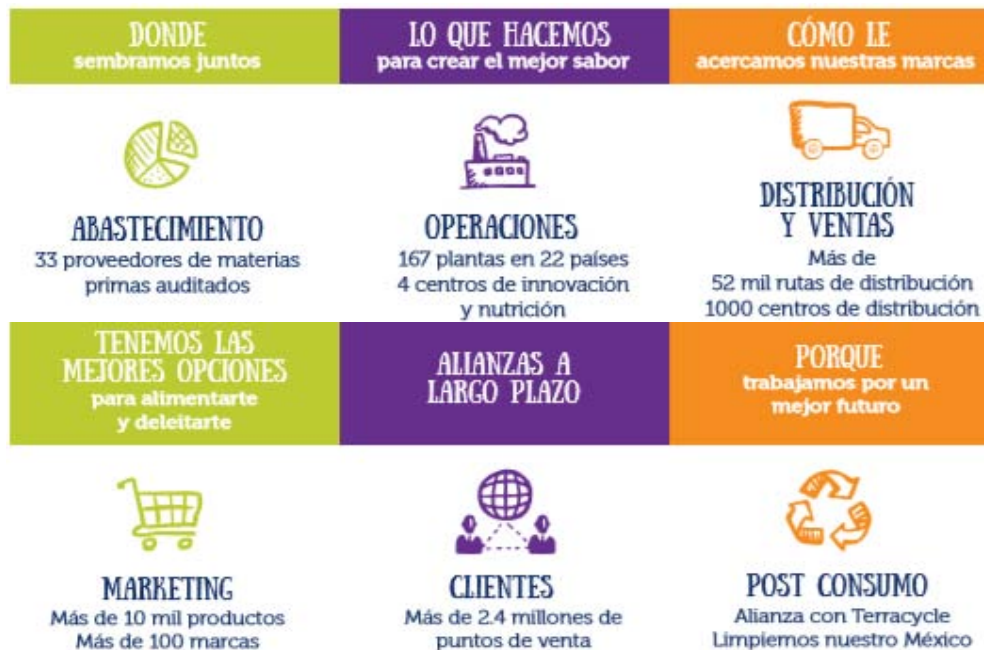 DONDE
sembramos juntos
ABASTECIMIENTO
33 proveedores de materias
primas auditados
LO QUE HACEMOS
para crear el mejor sabor
OPERACIONES
167 plantas en 22 países
4 centros de innovación
y nutrición
CÓMO LE
acercamos nuestras marcas
DISTRIBUCIÓN
Y VENTAS
Más de
52 mil rutas de distribución
1000 centros de distribución
TENEMOS LAS
MEJORES OPCIONES
para alimentarte
y deleitarte
MARKETING
Más de 10 mil productos
Más de 100 marcas
ALIANZAS A
LARGO PLAZO
CLIENTES
Más de 2.4 millones de
puntos de venta
PORQUE
trabajamos por un
mejor futuro
POST CONSUMO
Alianza con Terracycle
Limpiemos nuestro México